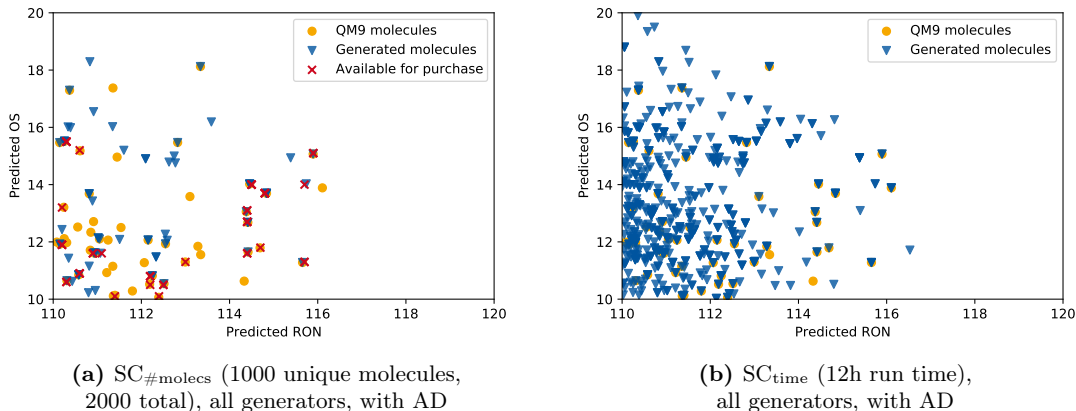 20
18
16
14
12
10
Predicted OS
110
112
114
116
118
120
Predicted RON
QM9 molecules
Generated molecules
Available for purchase
(a) SC#molecs (1000 unique molecules,
2000 total), all generators, with AD
20
18
16
14
12
10
Predicted OS
110
112
114
116
118
120
Predicted RON
QM9 molecules
Generated molecules
(b) SCtime (12h run time),
all generators, with AD